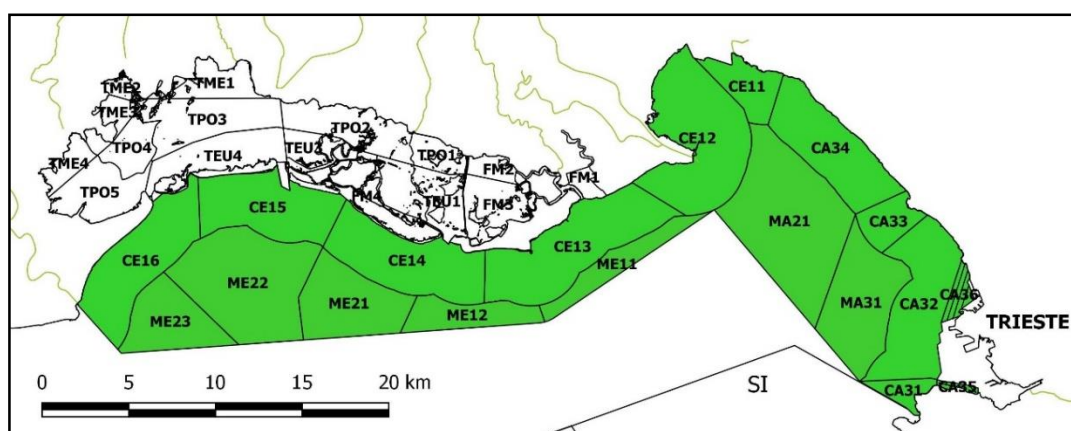 TME1
TME2
TME3
TPO3
TPO4
TME4
TPO5
TEU4
TEU3
TPO2
TPO1
FM2
FM1
FM4
TEU1
FM3
CE11
CE12
CA34
CE15
CE16
CE14
CE13
ME11
MA21
CA33
ME22
ME21
ME12
ME23
MA31
CA32
CA36
TRIESTE
CA31
CA35
SI
0 5 10 15 20 km